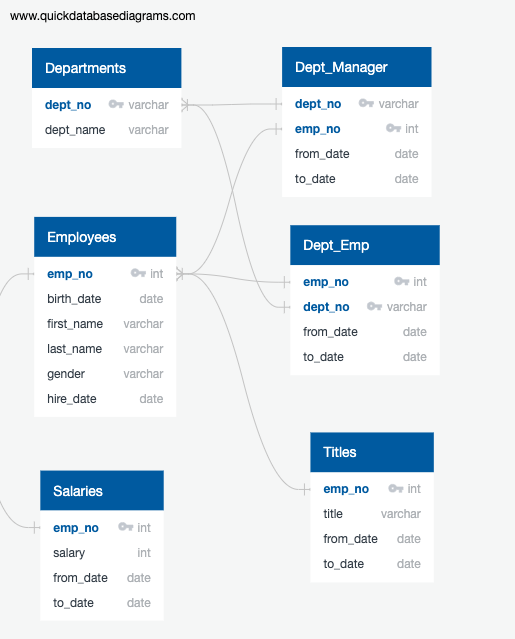 www.quickdatabasediagrams.com
Departments
dept_no varchar
dept_name varchar
Dept_Manager
dept_no varchar
emp_no int
from_date date
to_date date
Employees
emp_no int
birth_date date
first_name varchar
last_name varchar
gender varchar
hire_date date
Dept_Emp
emp_no int
dept_no varchar
from_date date
to_date date
Salaries
emp_no int
salary int
from_date date
to_date date
Titles
emp_no int
title varchar
from_date date
to_date date